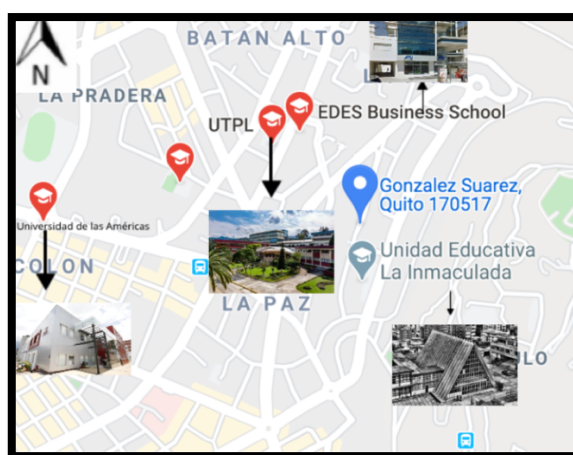 N
BATAN ALTO
L
LA PRADERA
UTPL
EDES Business School
Gonzalez Suarez,
Quito 170517
Universidad de las Américas
Unidad Educativa
La Inmaculada
COLON
LA PAZ
ULO